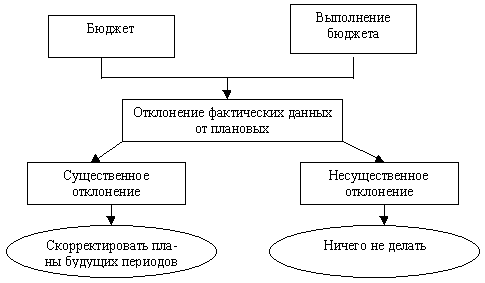 Бюджет
Выполнение
бюджета
Отклонение фактических данных
от плановых
Существенное
отклонение
Несущественное
отклонение
Скорректировать пла-
ны будущих периодов
Ничего не делать